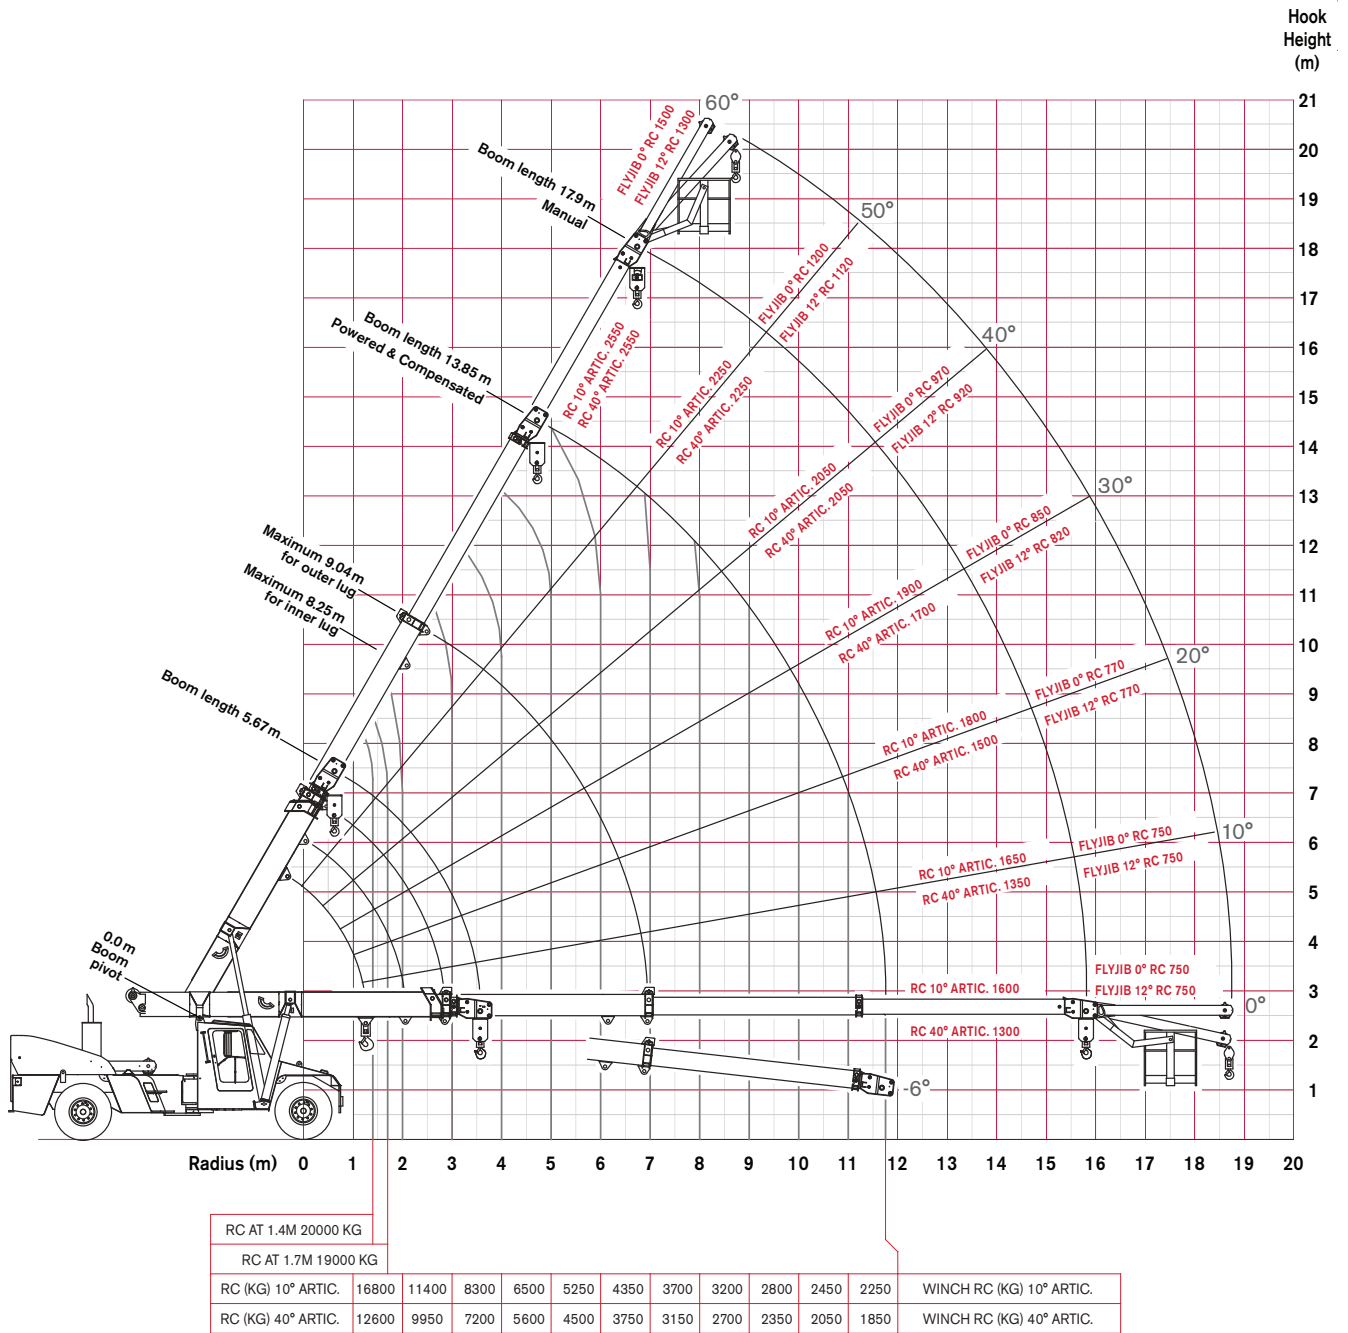 Hook
Height
(m)
21
20
19
18
17
16
15
14
13
12
11
10
9
8
7
6
5
4
3
2
1
60°
50°
40°
30°
20°
10°
0°
-6°
FLYJIB 0° RC 1500
FLYJIB 12° RC 1300
Boom length 17.9 m
Manual
FLYJIB 0° RC 1200
FLYJIB 12° RC 1120
Boom length 13.85 m
Powered & Compensated
RC 10° ARTIC. 2550
RC 40° ARTIC. 2550
RC 10° ARTIC. 2250
RC 40° ARTIC. 2250
FLYJIB 0° RC 970
FLYJIB 12° RC 920
RC 10° ARTIC. 2050
RC 40° ARTIC. 2050
FLYJIB 0° RC 850
FLYJIB 12° RC 820
Maximum 9.04 m
for outer lug
Maximum 8.25 m
for inner lug
RC 10° ARTIC. 1900
RC 40° ARTIC. 1700
FLYJIB 0° RC 770
FLYJIB 12° RC 770
Boom length 5.67 m
RC 10° ARTIC. 1800
RC 40° ARTIC. 1500
FLYJIB 0° RC 750
FLYJIB 12° RC 750
RC 10° ARTIC. 1650
RC 40° ARTIC. 1350
0.0 m
Boom
pivot
FLYJIB 0° RC 750
FLYJIB 12° RC 750
RC 10° ARTIC. 1600
RC 40° ARTIC. 1300
Radius (m) 0 1 2 3 4 5 6 7 8 9 10 11 12 13 14 15 16 17 18 19 20
RC AT 1.4M 20000 KG
RC AT 1.7M 19000 KG
RC (KG) 10° ARTIC. 16800 11400 8300 6500 5250 4350 3700 3200 2800 2450 2250 WINCH RC (KG) 10° ARTIC.
RC (KG) 40° ARTIC. 12600 9950 7200 5600 4500 3750 3150 2700 2350 2050 1850 WINCH RC (KG) 40° ARTIC.